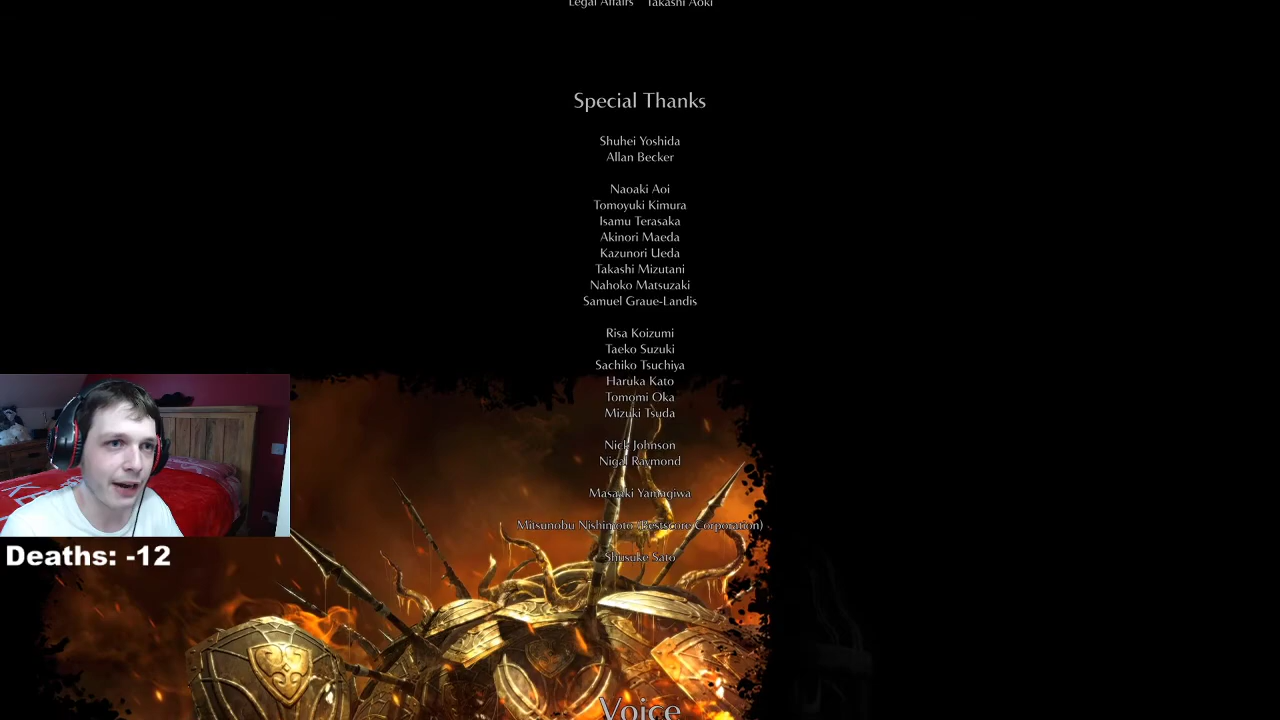 Legal Affairs Takashi Aoki
Special Thanks
Shuhei Yoshida
Allan Becker
Naoaki Aoi
Tomoyuki Kimura
Isamu Terasaka
Akinori Maeda
Kazunori Ueda
Takashi Mizutani
Nahoko Matsuzaki
Samuel Graue-Landis
Risa Koizumi
Taeko Suzuki
Sachiko Tsuchiya
Haruka Kato
Tomomi Oka
Mizuki Tsuda
Nick Johnson
Nigal Raymond
Masaaki Yamagiwa
Mitsunobu Nishimoto (Bestscore Corporation)
Shusuke Sato
Deaths: -12
Voice